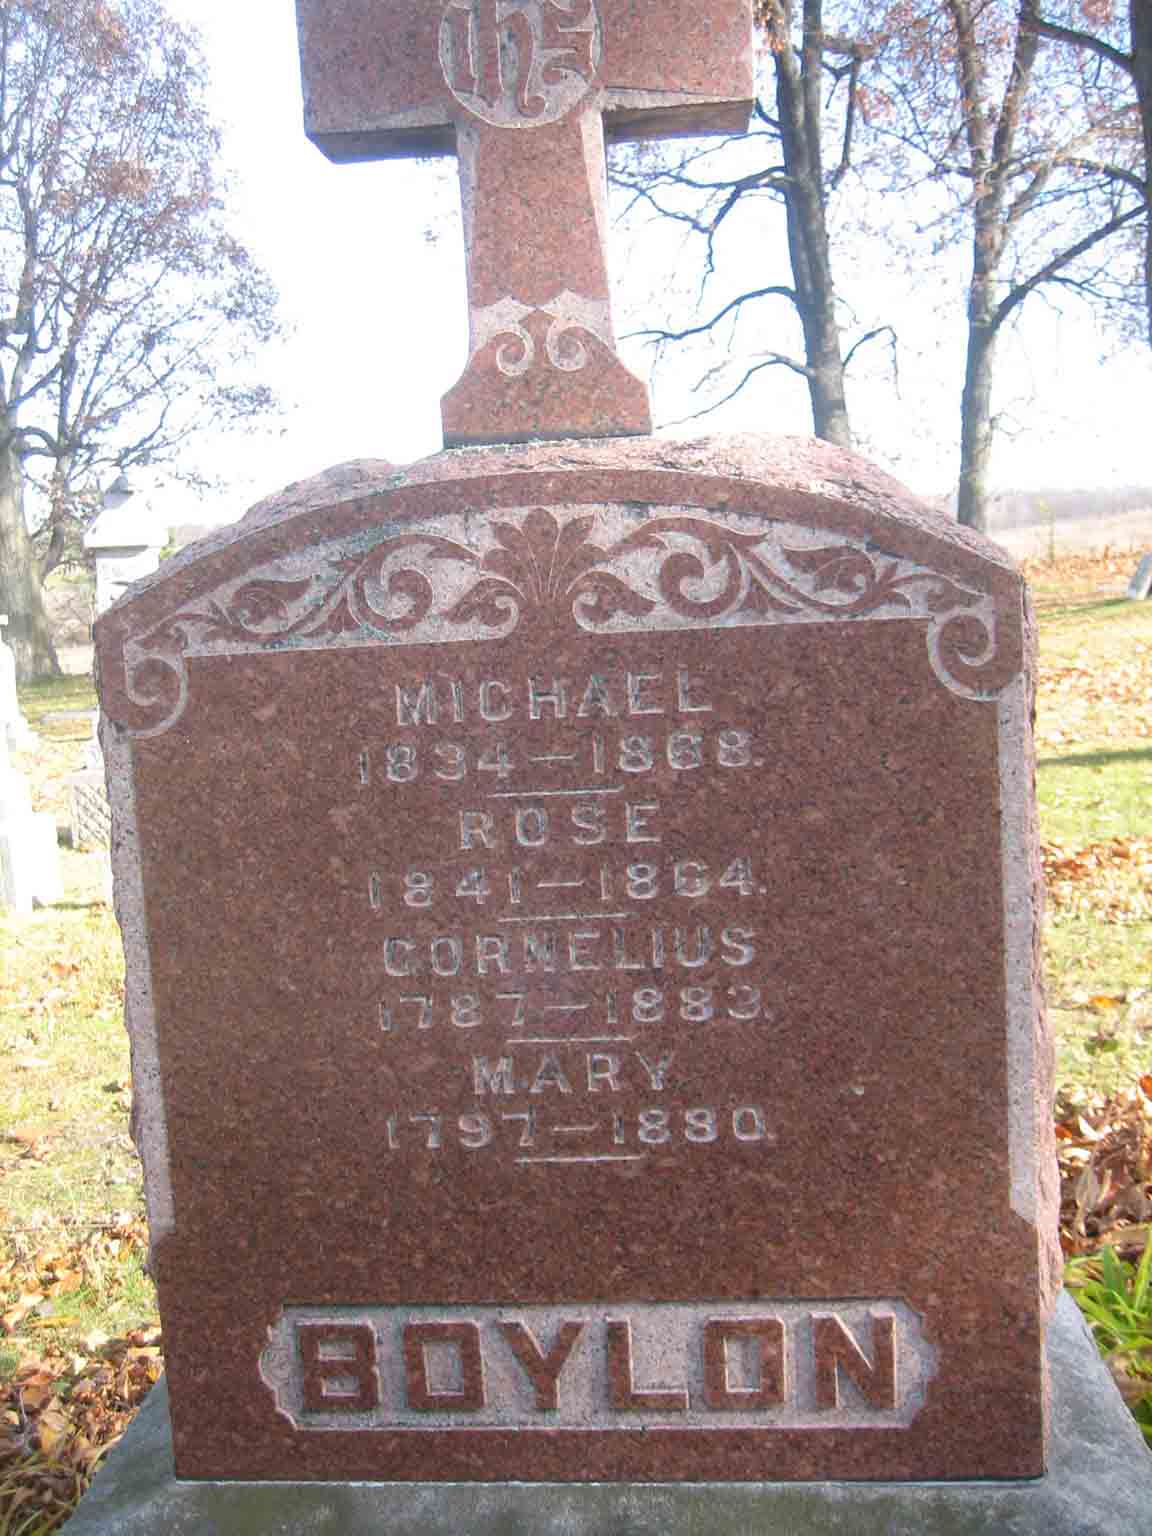 IHS
MICHAEL
1834—1868.
ROSE
1841—1864.
CORNELIUS
1787—1883.
MARY
1797—1880.
BOYLON